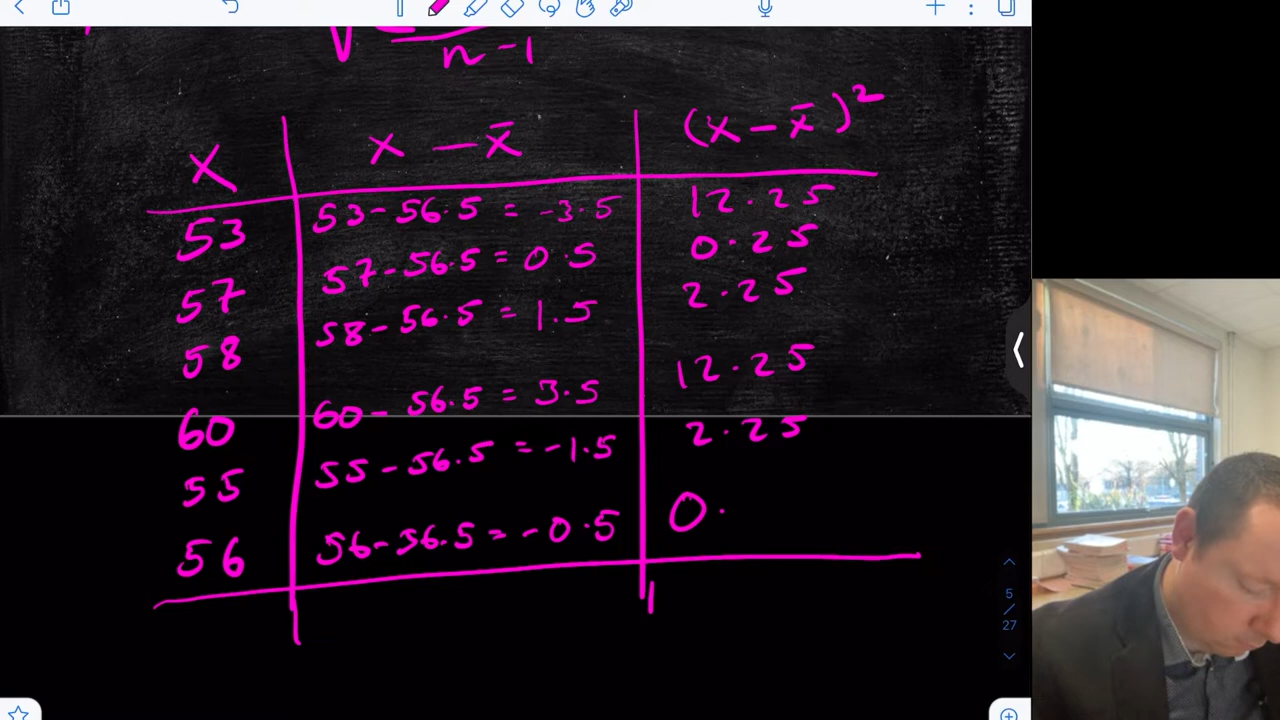 √ n - 1
x | x - x̄ | (x - x̄)²
53 | 53 - 56.5 = -3.5 | 12.25
57 | 57 - 56.5 = 0.5 | 0.25
58 | 58 - 56.5 = 1.5 | 2.25
60 | 60 - 56.5 = 3.5 | 12.25
55 | 55 - 56.5 = -1.5 | 2.25
56 | 56 - 56.5 = -0.5 | 0.
5
/
27